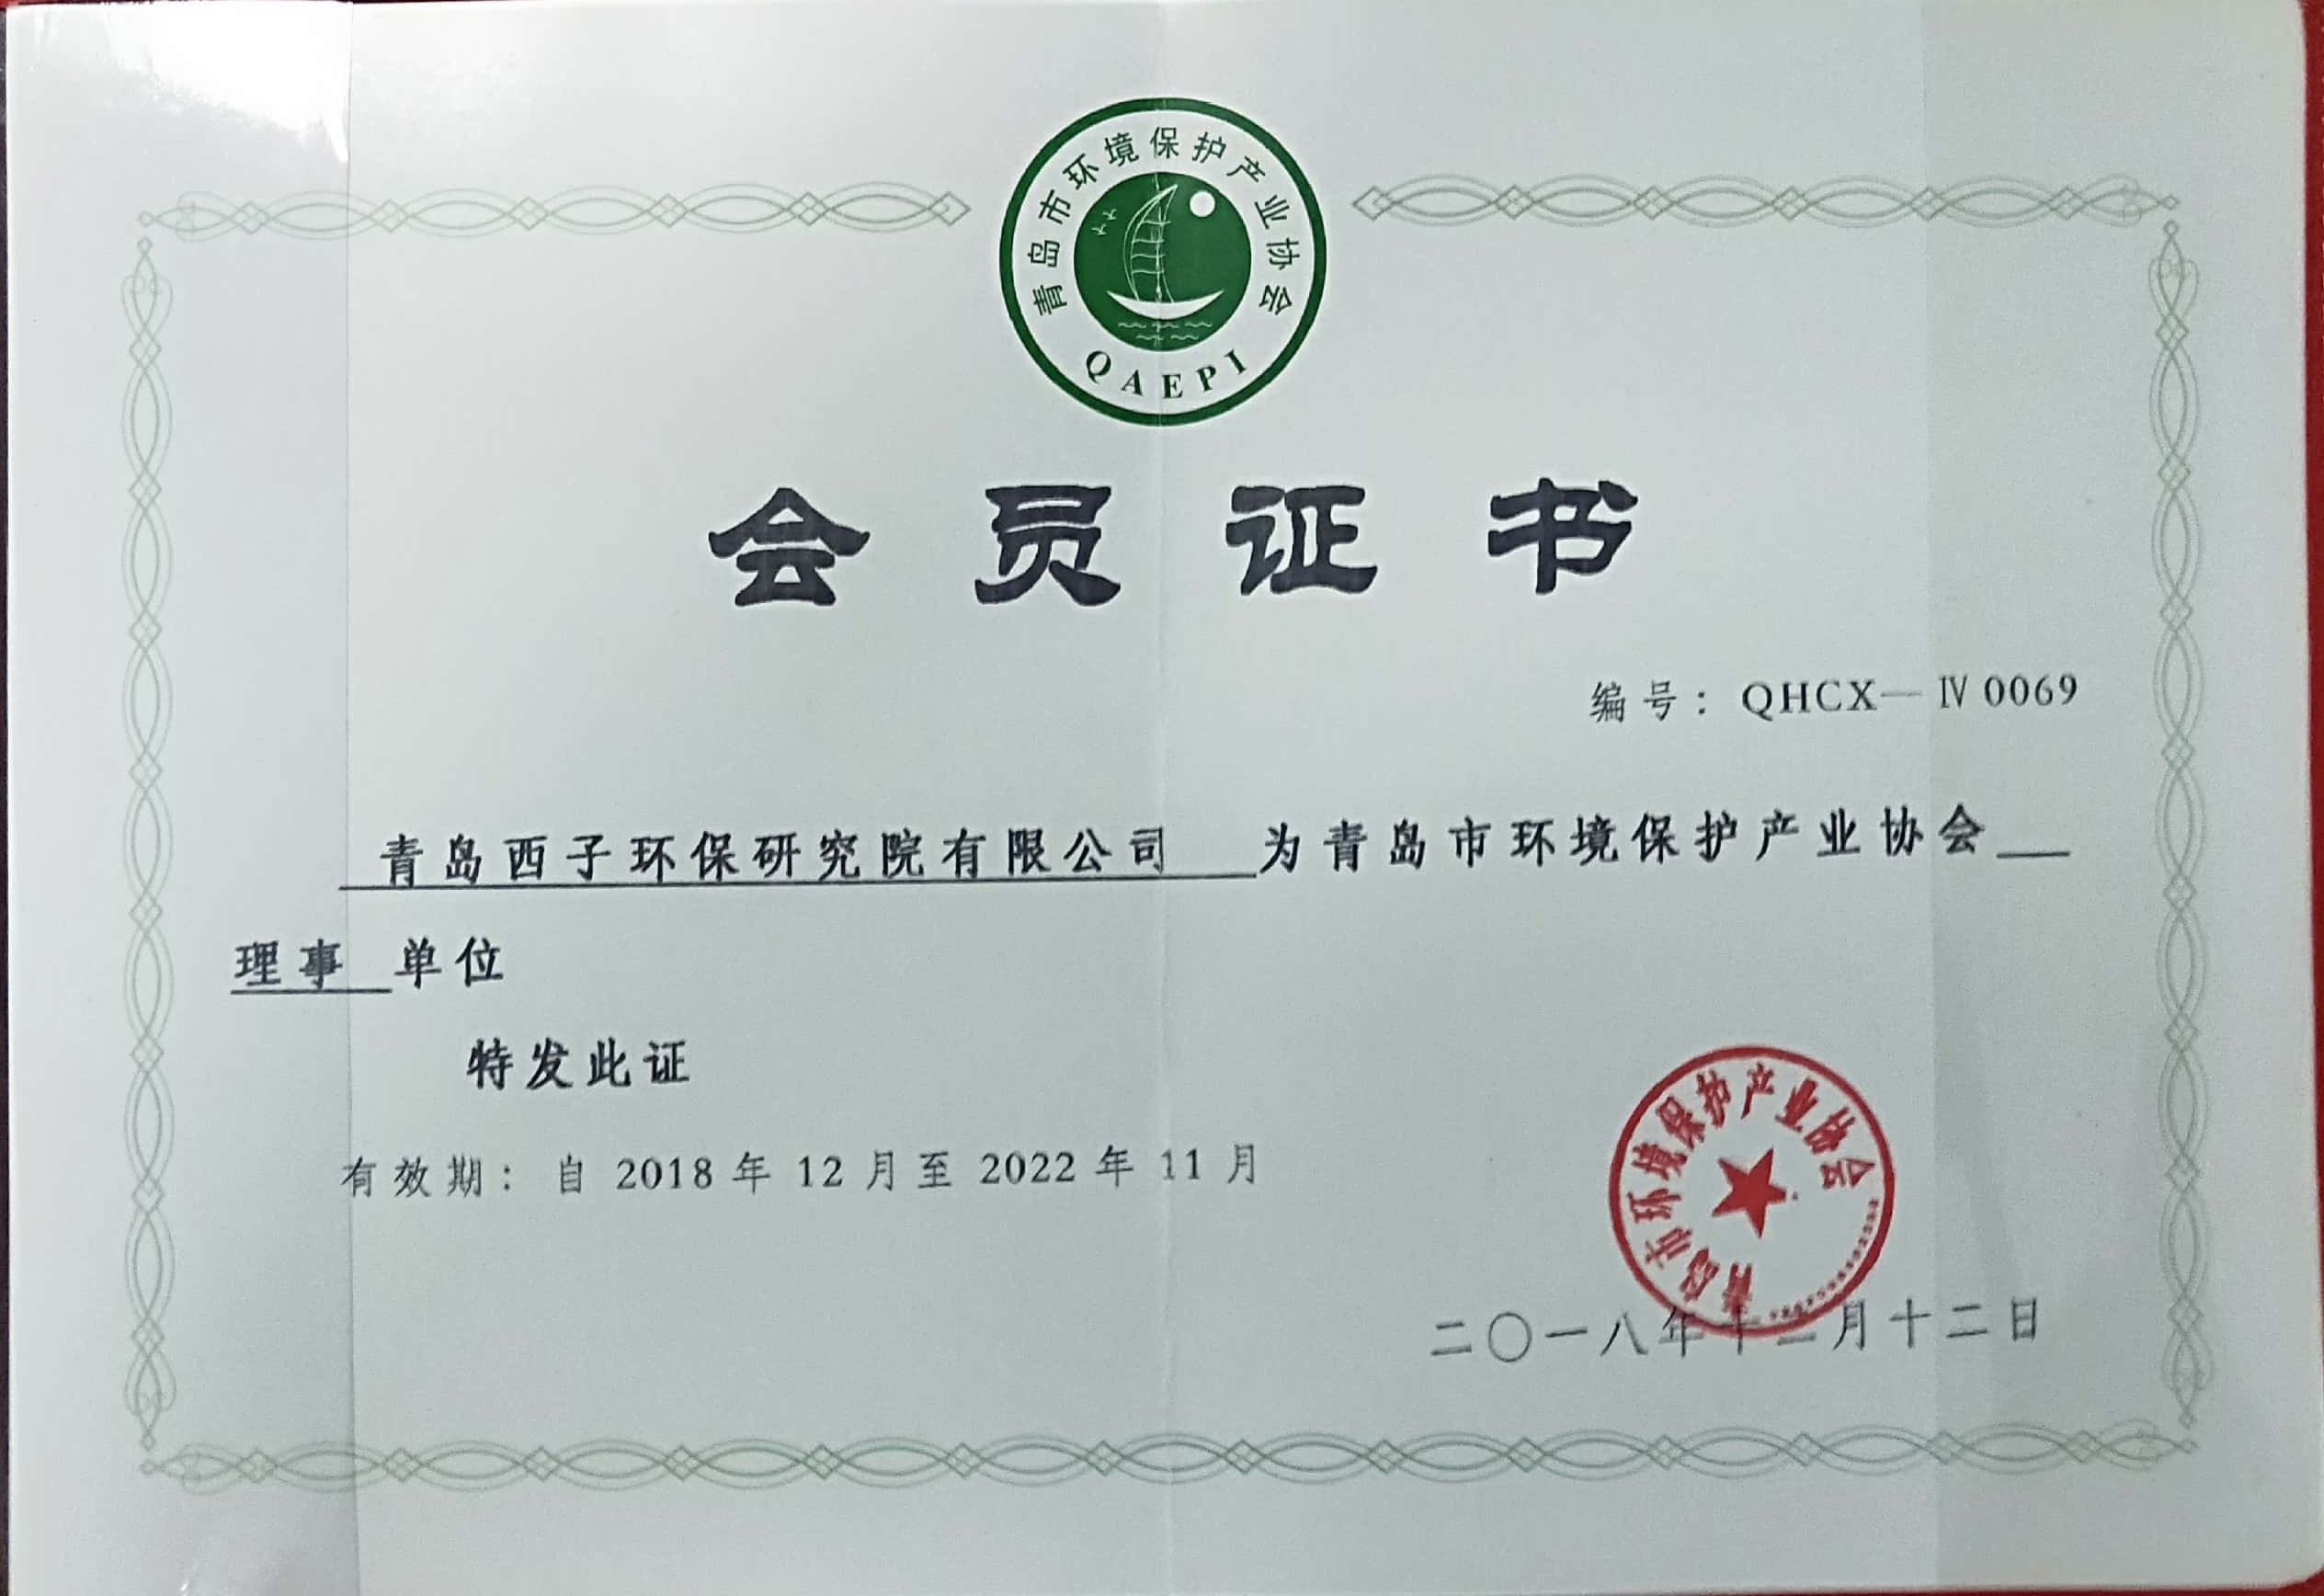 青岛市环境保护产业协会
QAEPI
会员证书
编号：QHCX—Ⅳ0069
青岛西子环保研究院有限公司 为青岛市环境保护产业协会
理事 单位
特发此证
有效期：自 2018 年 12 月至 2022 年 11 月
青岛市环境保护产业协会
二〇一八年十二月十二日